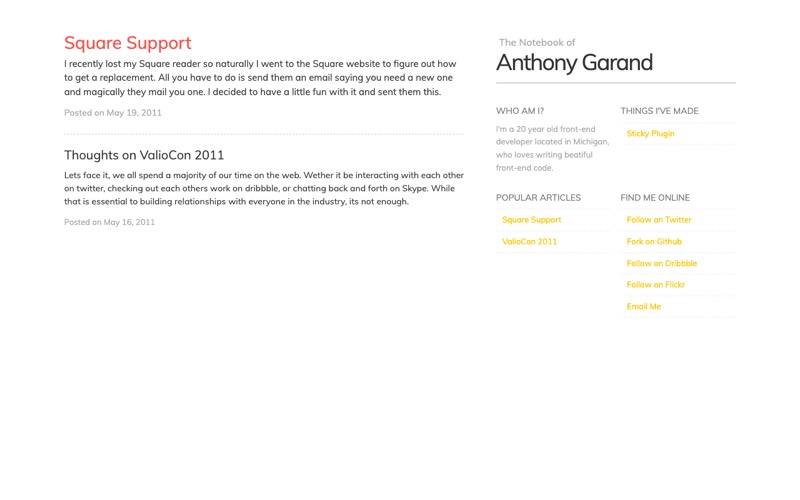 Square Support
I recently lost my Square reader so naturally I went to the Square website to figure out how
to get a replacement. All you have to do is send them an email saying you need a new one
and magically they mail you one. I decided to have a little fun with it and sent them this.
Posted on May 19, 2011
Thoughts on ValioCon 2011
Lets face it, we all spend a majority of our time on the web. Wether it be interacting with each other
on twitter, checking out each others work on dribbble, or chatting back and forth on Skype. While
that is essential to building relationships with everyone in the industry, its not enough.
Posted on May 16, 2011
The Notebook of
Anthony Garand
WHO AM I?
I'm a 20 year old front-end
developer located in Michigan,
who loves writing beatiful
front-end code.
THINGS I'VE MADE
Sticky Plugin
POPULAR ARTICLES
Square Support
ValioCon 2011
FIND ME ONLINE
Follow on Twitter
Fork on Github
Follow on Dribbble
Follow on Flickr
Email Me